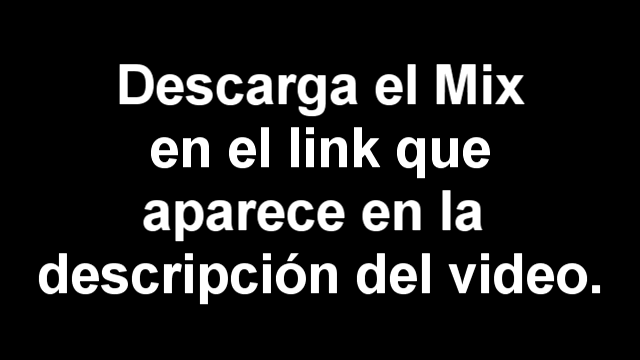 Descarga el Mix
en el link que
aparece en la
descripción del video.